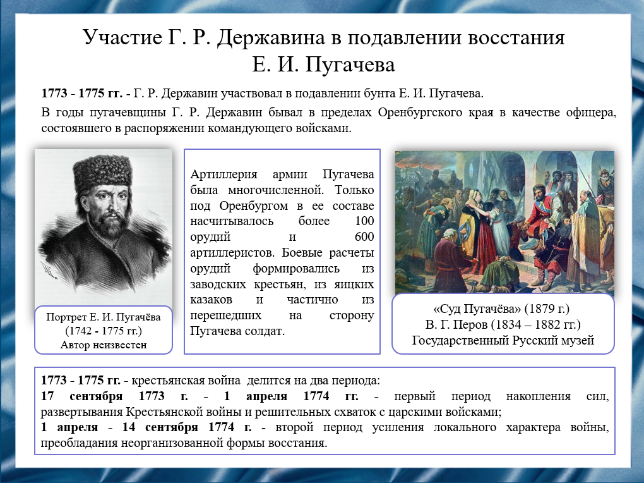 Участие Г. Р. Державина в подавлении восстания
Е. И. Пугачева
1773 - 1775 гг. - Г. Р. Державин участвовал в подавлении бунта Е. И. Пугачева.
В годы пугачевщины Г. Р. Державин бывал в пределах Оренбургского края в качестве офицера,
состоявшего в распоряжении командующего войсками.
Портрет Е. И. Пугачёва
(1742 - 1775 гг.)
Автор неизвестен
Артиллерия армии Пугачева
была многочисленной. Только
под Оренбургом в ее составе
насчитывалось более 100
орудий и 600
артиллеристов. Боевые расчеты
орудий формировались из
заводских крестьян, из яицких
казаков и частично из
перешедших на сторону
Пугачева солдат.
«Суд Пугачёва» (1879 г.)
В. Г. Перов (1834 – 1882 гг.)
Государственный Русский музей
1773 - 1775 гг. - крестьянская война делится на два периода:
17 сентября 1773 г. - 1 апреля 1774 гг. - первый период накопления сил,
развертывания Крестьянской войны и решительных схваток с царскими войсками;
1 апреля - 14 сентября 1774 г. - второй период усиления локального характера войны,
преобладания неорганизованной формы восстания.